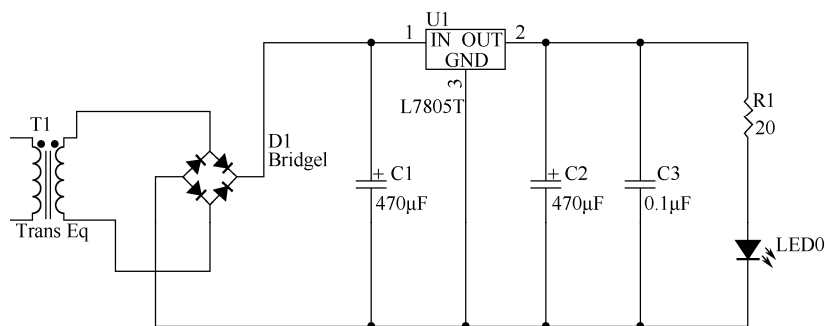 U1
1
IN OUT
2
GND
3
L7805T
T1
D1
Bridgel
R1
20
C1
+
470μF
C2
+
470μF
C3
0.1μF
Trans Eq
LED0